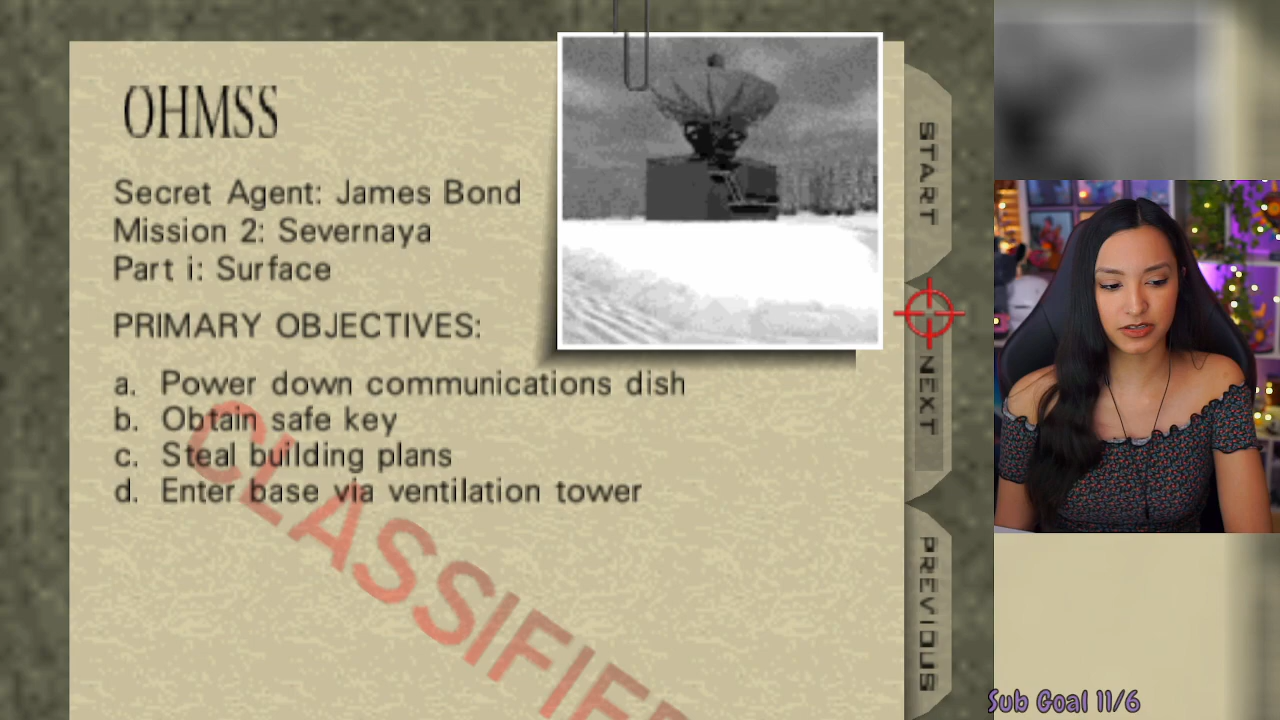 OHMSS
Secret Agent: James Bond
Mission 2: Severnaya
Part i: Surface
PRIMARY OBJECTIVES:
a. Power down communications dish
b. Obtain safe key
c. Steal building plans
d. Enter base via ventilation tower
CLASSIFIE
START
NEXT
PREVIOUS
Sub Goal 11/6